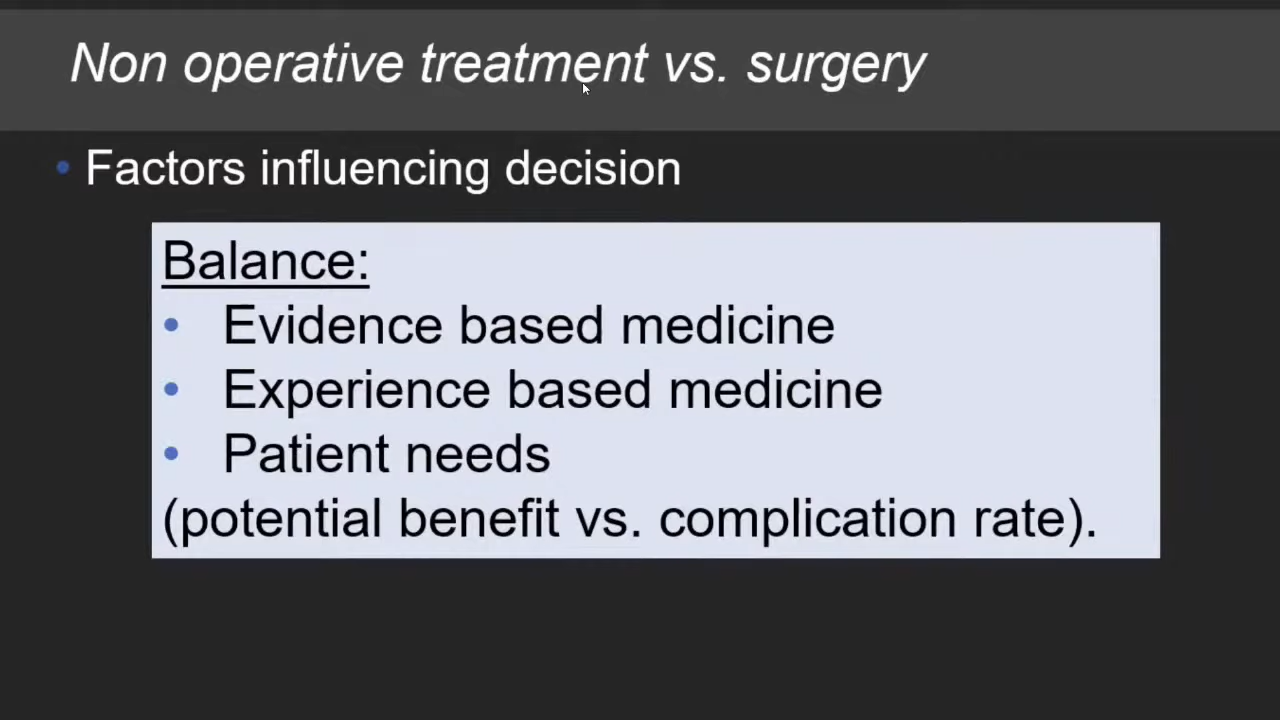 Non operative treatment vs. surgery
• Factors influencing decision
Balance:
• Evidence based medicine
• Experience based medicine
• Patient needs
(potential benefit vs. complication rate).